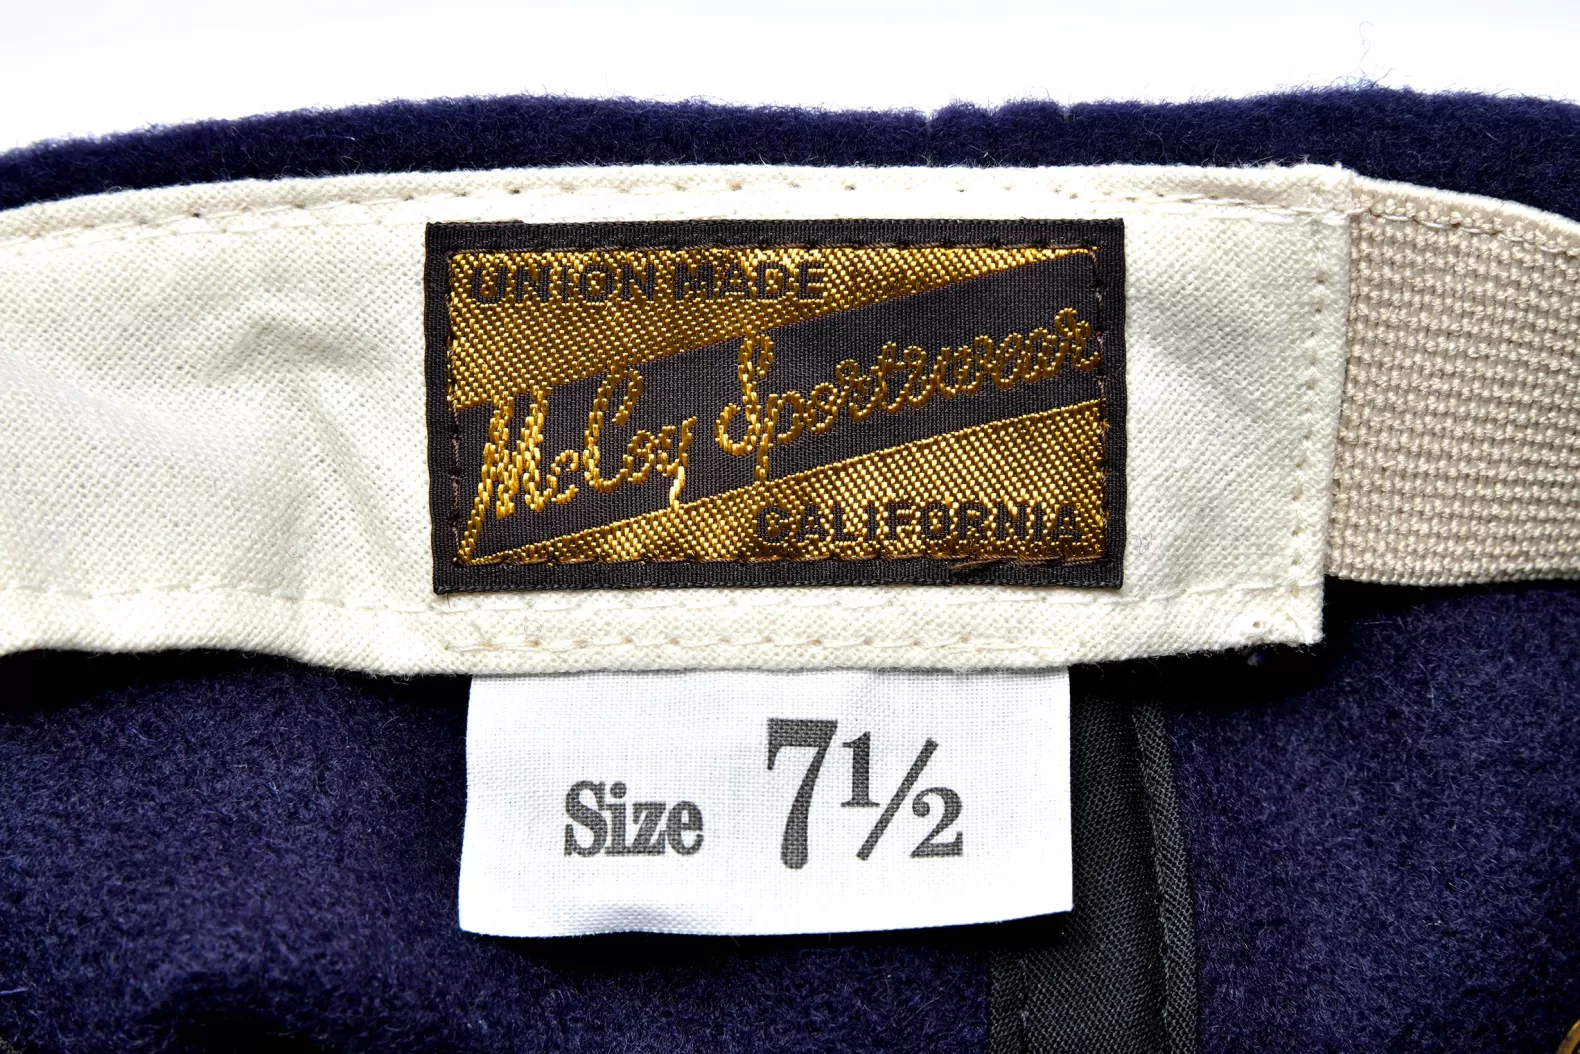 UNION MADE
McCoy Sportswear
CALIFORNIA
Size 7½